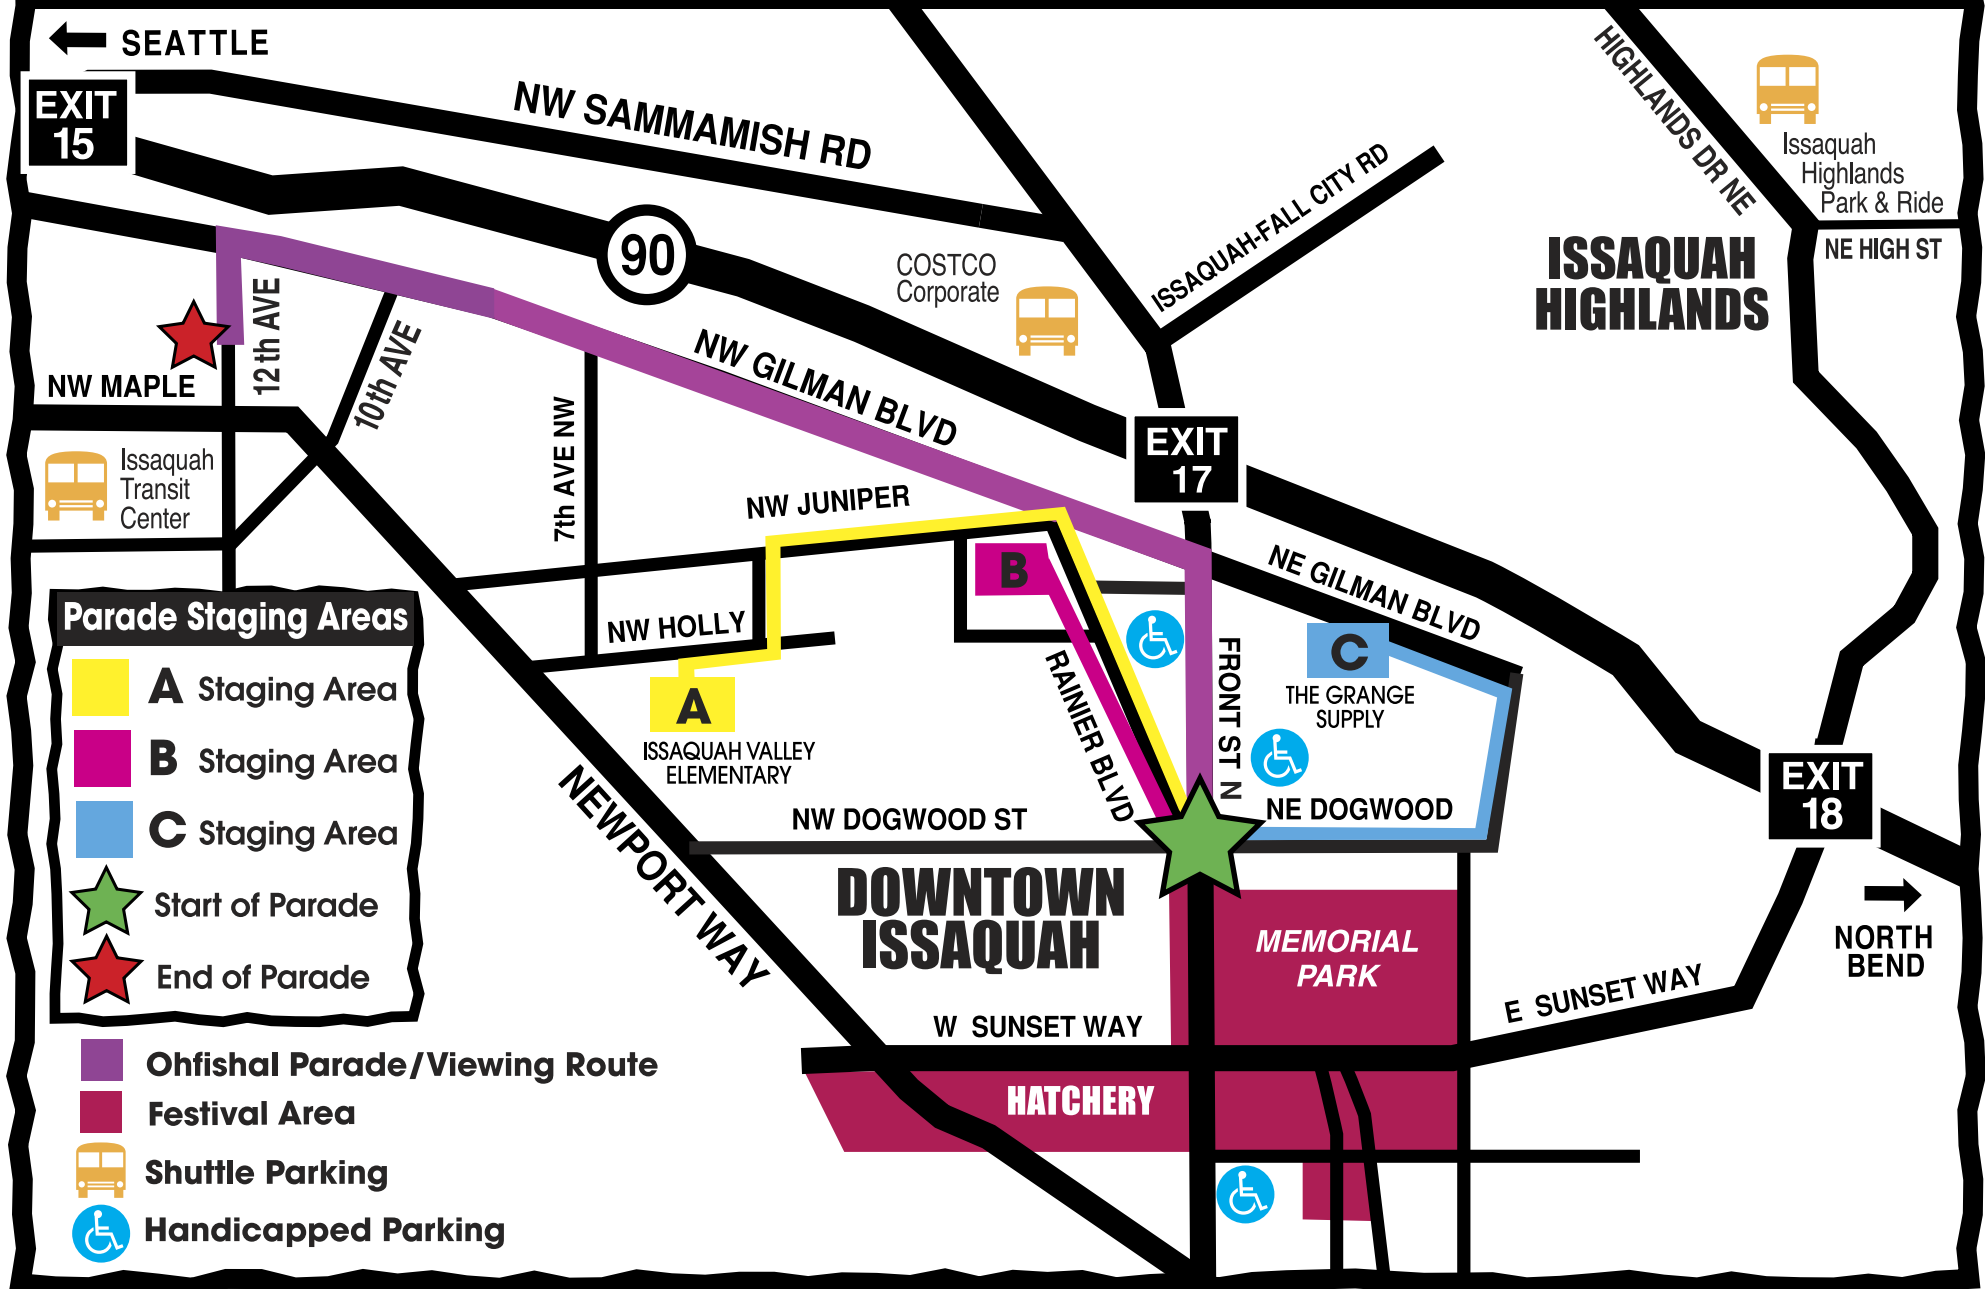 SEATTLE
EXIT
15
NW SAMMAMISH RD
90
HIGHLANDS DR NE
Issaquah
Highlands
Park & Ride
NE HIGH ST
ISSAQUAH
HIGHLANDS
ISSAQUAH-FALL CITY RD
COSTCO
Corporate
12th AVE
10th AVE
NW MAPLE
NW GILMAN BLVD
7th AVE NW
EXIT
17
Issaquah
Transit
Center
NW JUNIPER
B
NE GILMAN BLVD
NW HOLLY
A
ISSAQUAH VALLEY
ELEMENTARY
RAINIER BLVD
FRONT ST N
C
THE GRANGE
SUPPLY
NEWPORT WAY
NW DOGWOOD ST
NE DOGWOOD
EXIT
18
DOWNTOWN
ISSAQUAH
MEMORIAL
PARK
NORTH
BEND
W SUNSET WAY
E SUNSET WAY
HATCHERY
Parade Staging Areas
A Staging Area
B Staging Area
C Staging Area
Start of Parade
End of Parade
Ohfishal Parade/Viewing Route
Festival Area
Shuttle Parking
Handicapped Parking